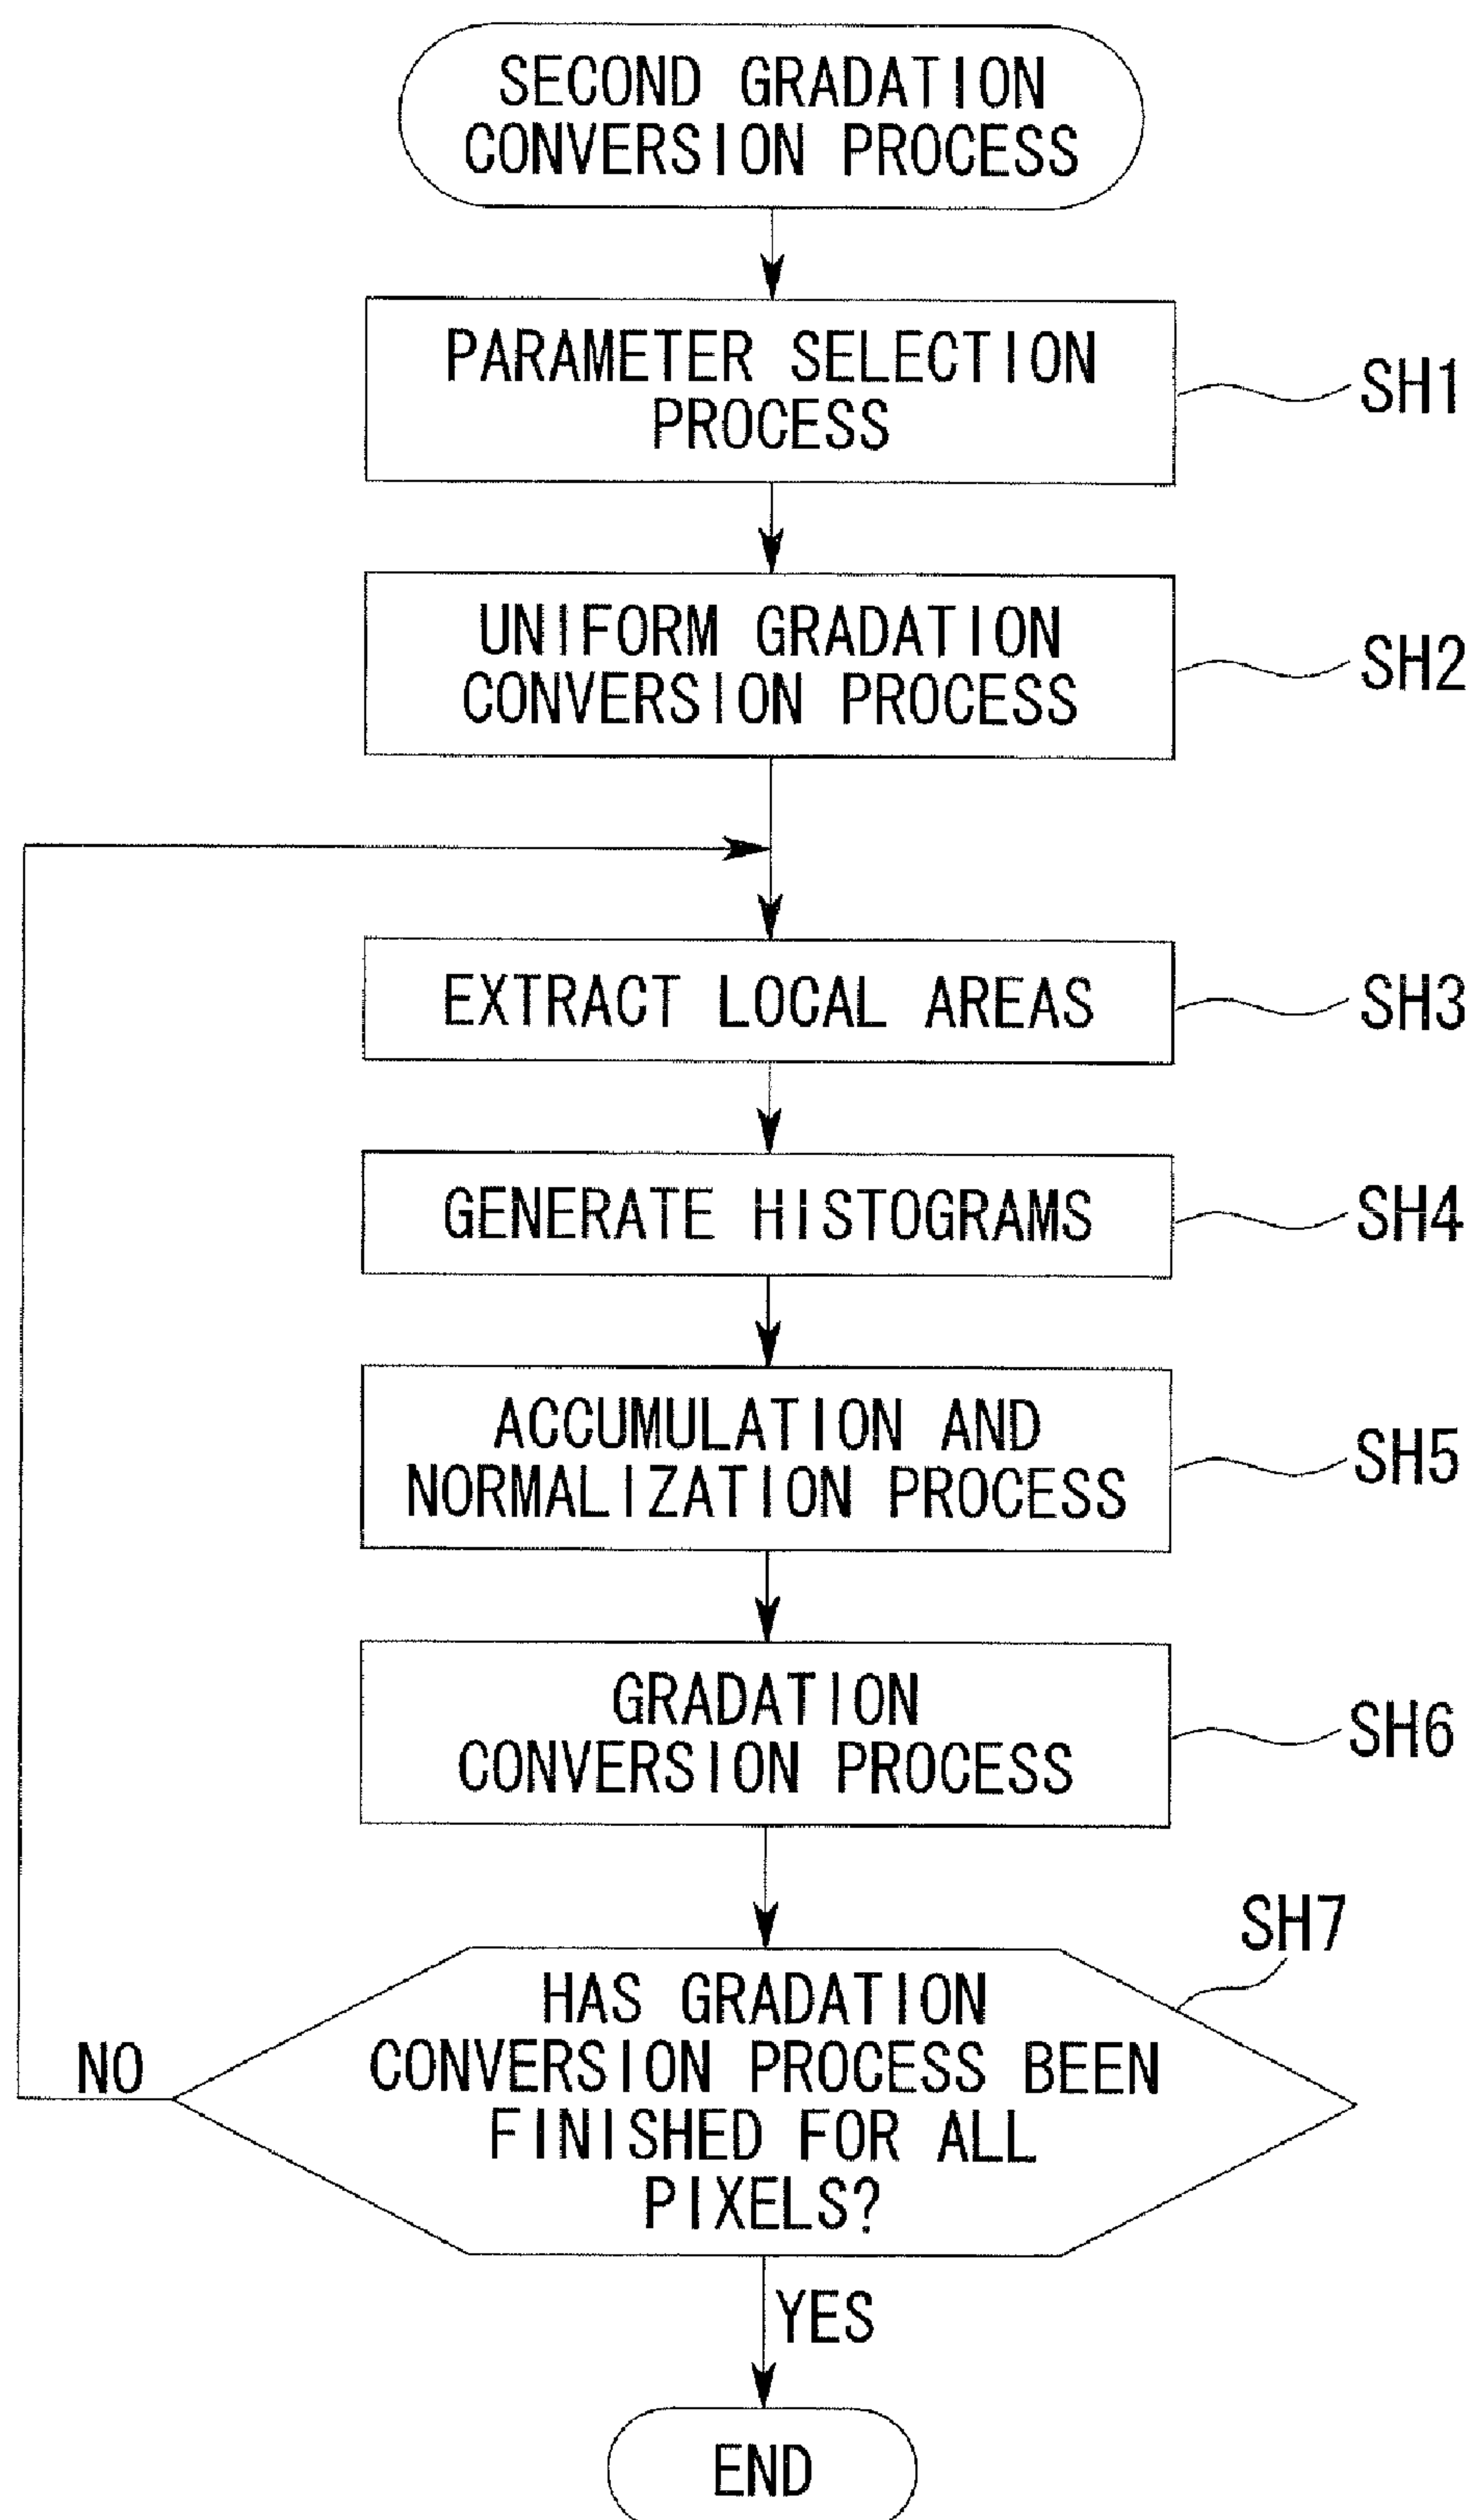 SECOND GRADATION
CONVERSION PROCESS
PARAMETER SELECTION
PROCESS
SH1
UNIFORM GRADATION
CONVERSION PROCESS
SH2
EXTRACT LOCAL AREAS
SH3
GENERATE HISTOGRAMS
SH4
ACCUMULATION AND
NORMALIZATION PROCESS
SH5
GRADATION
CONVERSION PROCESS
SH6
SH7
HAS GRADATION
CONVERSION PROCESS BEEN
FINISHED FOR ALL
PIXELS?
NO
YES
END